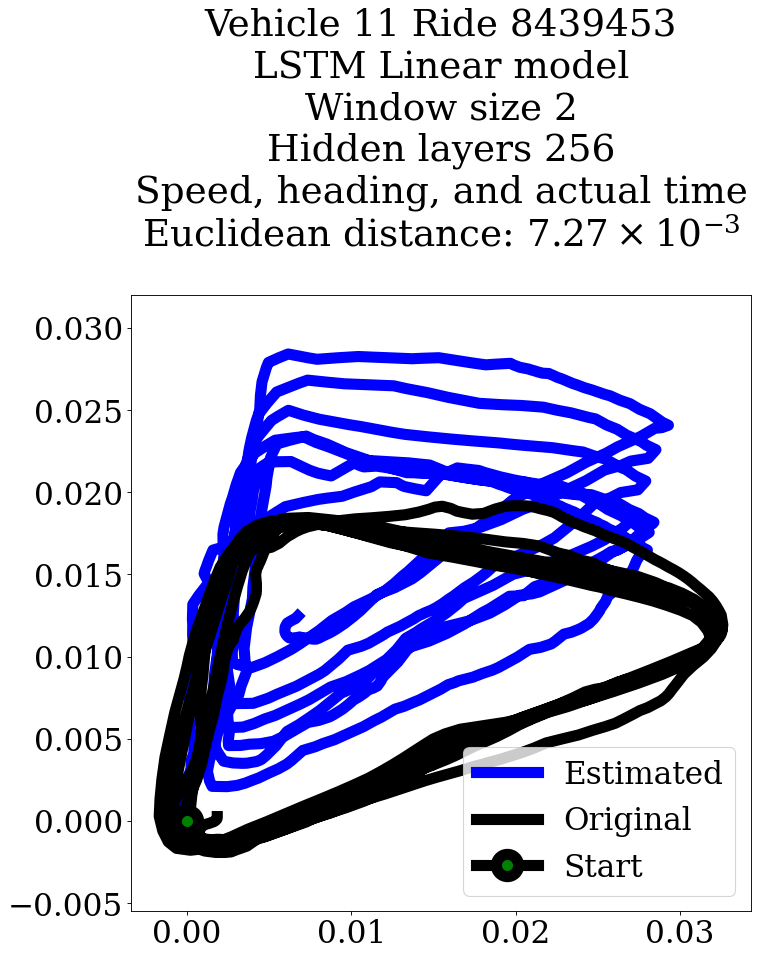 Vehicle 11 Ride 8439453
LSTM Linear model
Window size 2
Hidden layers 256
Speed, heading, and actual time
Euclidean distance: 7.27 × 10⁻³
0.030
0.025
0.020
0.015
0.010
0.005
0.000
−0.005
Estimated
Original
Start
0.00 0.01 0.02 0.03